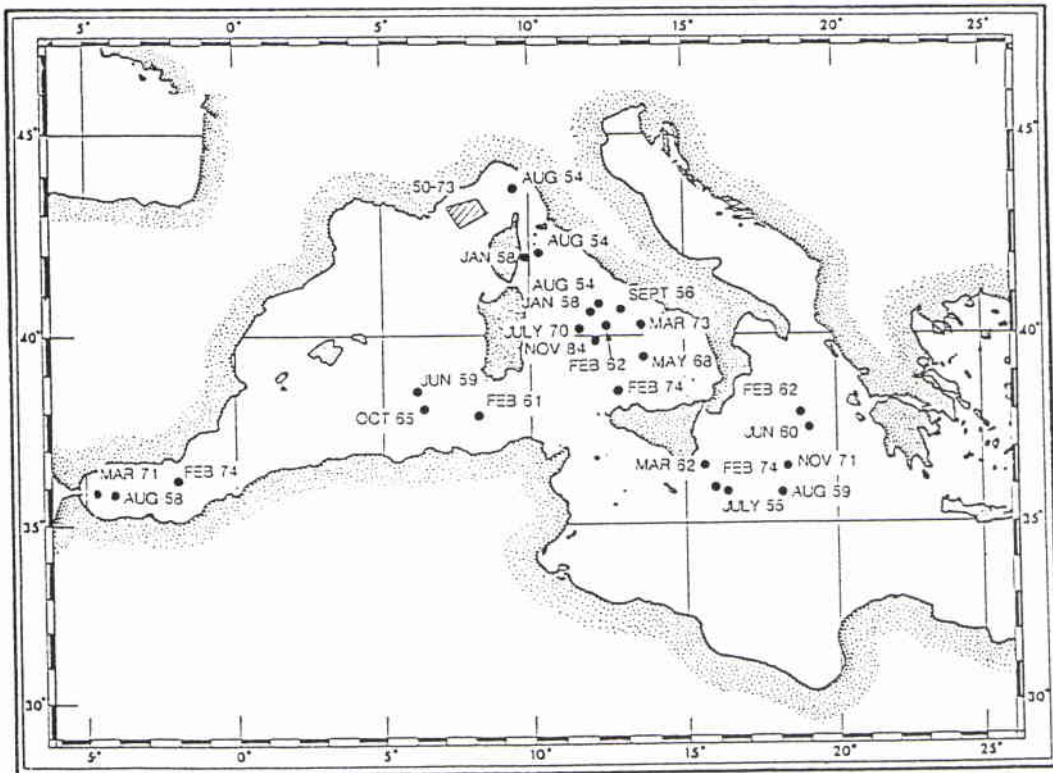 5° 0° 5° 10° 15° 20° 25°
45° 45°
50-73 AUG 54
JAN 58 AUG 54
AUG 54 SEPT 56
JAN 58
JULY 70 MAR 73
40° 40°
NOV 84
FEB 62 MAY 68
JUN 59 FEB 74 FEB 62
OCT 65 FEB 61
JUN 60
MAR 71 FEB 74 MAR 62 FEB 74 NOV 71
AUG 58 AUG 59
JULY 55
35° 35°
30° 30°
5° 0° 5° 10° 15° 20° 25°